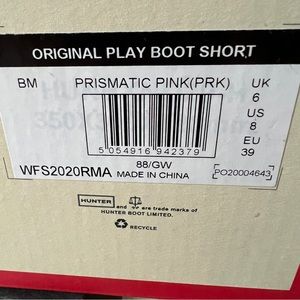 ORIGINAL PLAY BOOT SHORT
BM PRISMATIC PINK(PRK) UK
6
US
8
EU
39
5 054916 942379
88/GW
WFS2020RMA MADE IN CHINA PO20004643
HUNTER and are trade marks of
HUNTER BOOT LIMITED.
RECYCLE